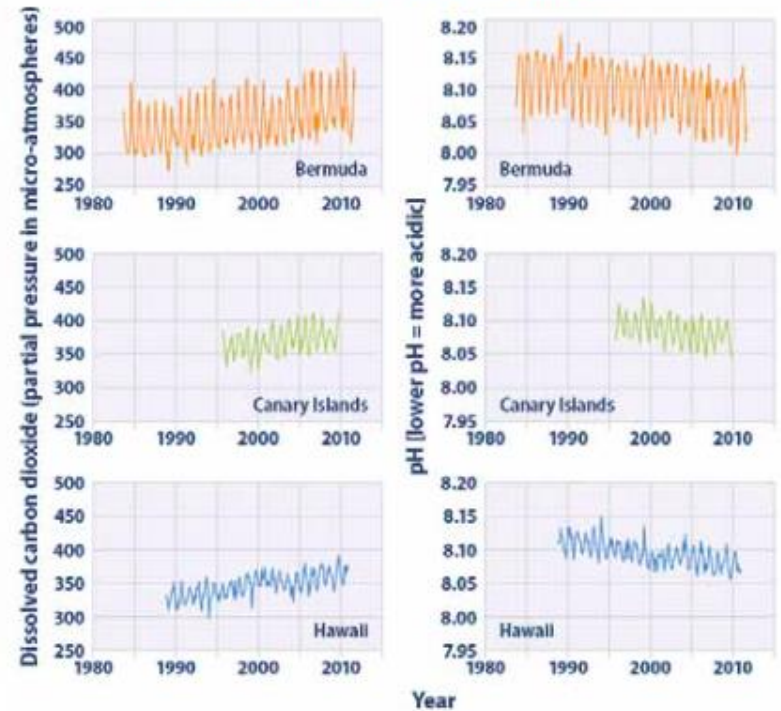 Dissolved carbon dioxide (partial pressure in micro-atmospheres)
500
450
400
350
300
250
1980 1990 2000 2010
Bermuda
pH [lower pH = more acidic]
8.20
8.15
8.10
8.05
8.00
7.95
1980 1990 2000 2010
Bermuda
500
450
400
350
300
250
1980 1990 2000 2010
Canary Islands
8.20
8.15
8.10
8.05
8.00
7.95
1980 1990 2000 2010
Canary Islands
500
450
400
350
300
250
1980 1990 2000 2010
Hawaii
8.20
8.15
8.10
8.05
8.00
7.95
1980 1990 2000 2010
Hawaii
Year